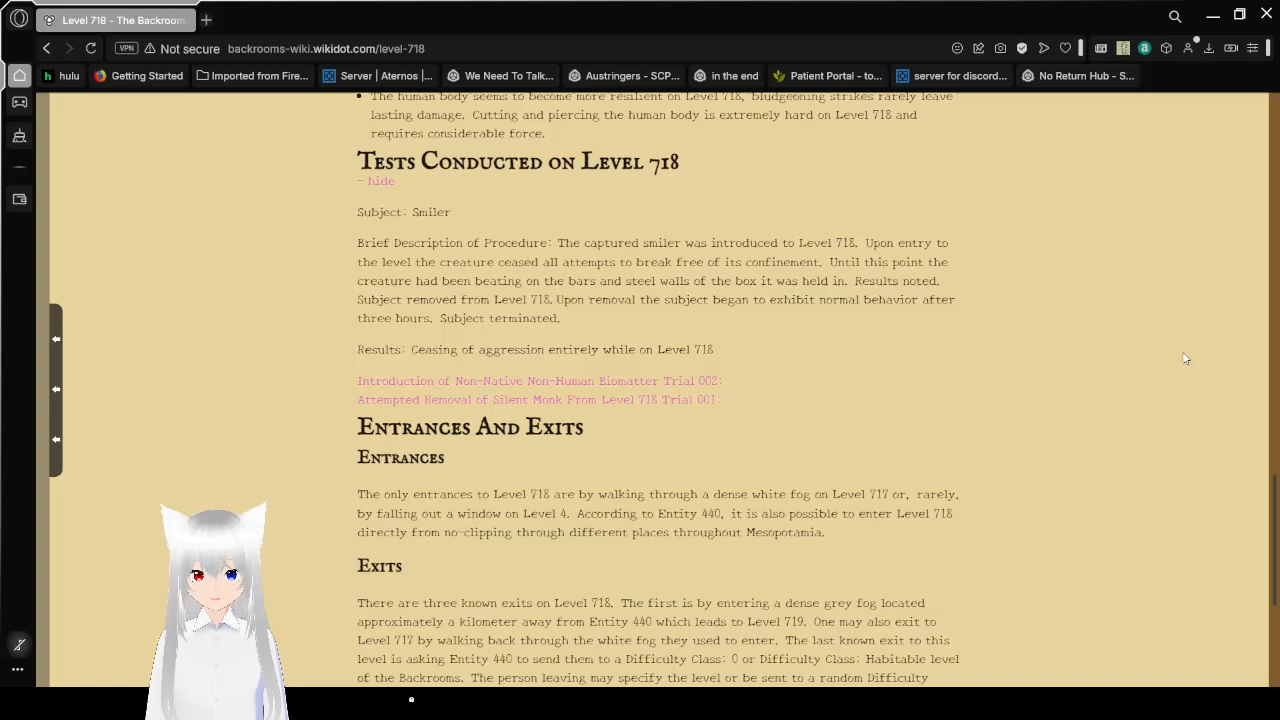 Level 718 - The Backroom
VPN Not secure backrooms-wiki.wikidot.com/level-718
hulu Getting Started Imported from Fire... Server | Aternos |... We Need To Talk... Austringers - SCP... in the end Patient Portal - to... server for discord... No Return Hub - S...
• The human body seems to become more resilient on Level 718, bludgeoning strikes rarely leave
lasting damage. Cutting and piercing the human body is extremely hard on Level 718 and
requires considerable force.
Tests Conducted on Level 718
- hide
Subject: Smiler
Brief Description of Procedure: The captured smiler was introduced to Level 718. Upon entry to
the level the creature ceased all attempts to break free of its confinement. Until this point the
creature had been beating on the bars and steel walls of the box it was held in. Results noted.
Subject removed from Level 718. Upon removal the subject began to exhibit normal behavior after
three hours. Subject terminated.
Results: Ceasing of aggression entirely while on Level 718
Introduction of Non-Native Non-Human Biomatter Trial 002:
Attempted Removal of Silent Monk From Level 718 Trial 001:
Entrances And Exits
Entrances
The only entrances to Level 718 are by walking through a dense white fog on Level 717 or, rarely,
by falling out a window on Level 4. According to Entity 440, it is also possible to enter Level 718
directly from no-clipping through different places throughout Mesopotamia.
Exits
There are three known exits on Level 718. The first is by entering a dense grey fog located
approximately a kilometer away from Entity 440 which leads to Level 719. One may also exit to
Level 717 by walking back through the white fog they used to enter. The last known exit to this
level is asking Entity 440 to send them to a Difficulty Class: 0 or Difficulty Class: Habitable level
of the Backrooms. The person leaving may specify the level or be sent to a random Difficulty